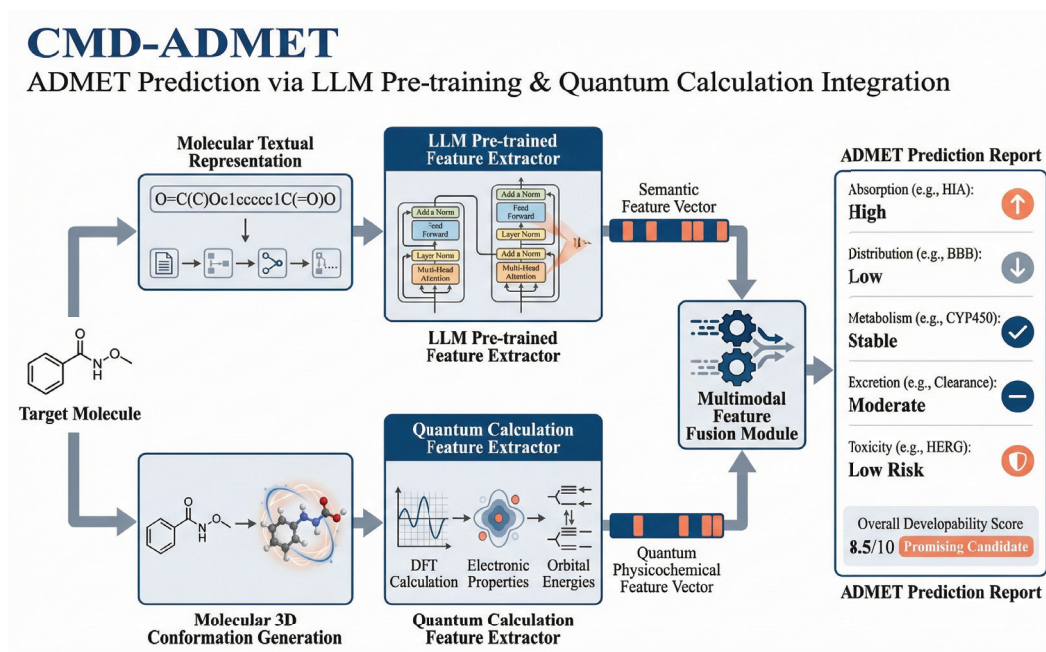 CMD-ADMET
ADMET Prediction via LLM Pre-training & Quantum Calculation Integration
Molecular Textual
Representation
O=C(C)Oc1ccccc1C(=O)O
LLM Pre-trained
Feature Extractor
Add a Norm
Feed
Forward
Layer Norm
Multi-Head
Attention
Add a Norm
Feed
Forward
Layer Norm
Add a Norm
Multi-Head
Attention
LLM Pre-trained
Feature Extractor
Semantic
Feature Vector
O
N
H
O
Target Molecule
O
N
H
O
Molecular 3D
Conformation Generation
Quantum Calculation
Feature Extractor
DFT
Calculation
Electronic
Properties
Orbital
Energies
Quantum Calculation
Feature Extractor
Quantum
Physicochemical
Feature Vector
Multimodal
Feature
Fusion Module
ADMET Prediction Report
Absorption (e.g., HIA):
High
Distribution (e.g., BBB):
Low
Metabolism (e.g., CYP450):
Stable
Excretion (e.g., Clearance):
Moderate
Toxicity (e.g., HERG):
Low Risk
Overall Developability Score
8.5/10 Promising Candidate
ADMET Prediction Report